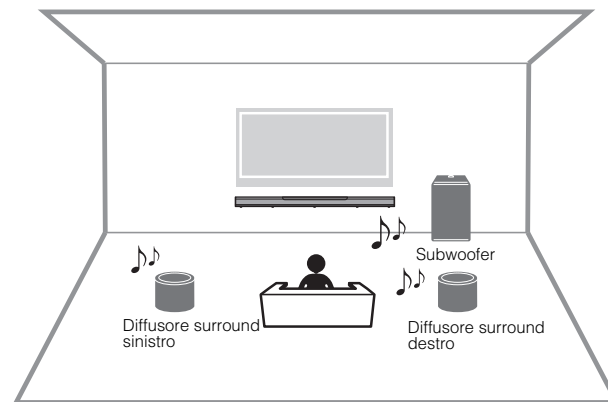 Subwoofer
Diffusore surround
sinistro
Diffusore surround
destro